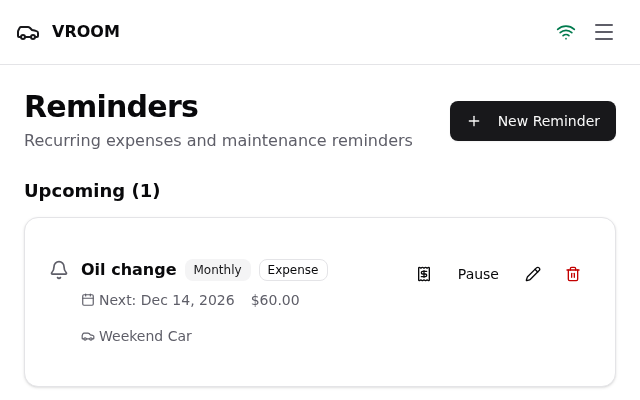 VROOM
Reminders
Recurring expenses and maintenance reminders
New Reminder
Upcoming (1)
Oil change Monthly Expense
Pause
Next: Dec 14, 2026 $60.00
Weekend Car